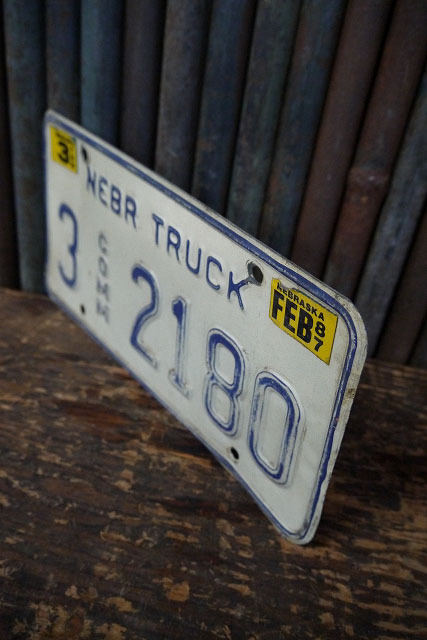 3
NEBR TRUCK
NEBRASKA
FEB 87
3 COMM 2180